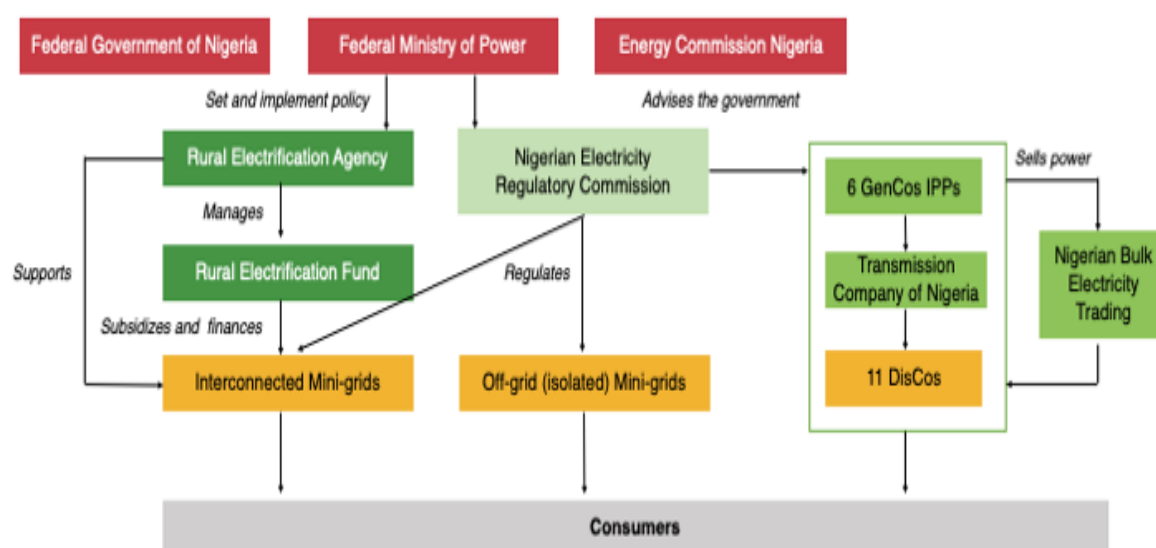 Federal Government of Nigeria
Federal Ministry of Power
Energy Commission Nigeria
Set and implement policy
Advises the government
Rural Electrification Agency
Nigerian Electricity
Regulatory Commission
Sells power
6 GenCos IPPs
Manages
Supports
Rural Electrification Fund
Regulates
Transmission
Company of Nigeria
Nigerian Bulk
Electricity
Trading
Subsidizes and finances
Interconnected Mini-grids
Off-grid (isolated) Mini-grids
11 DisCos
Consumers